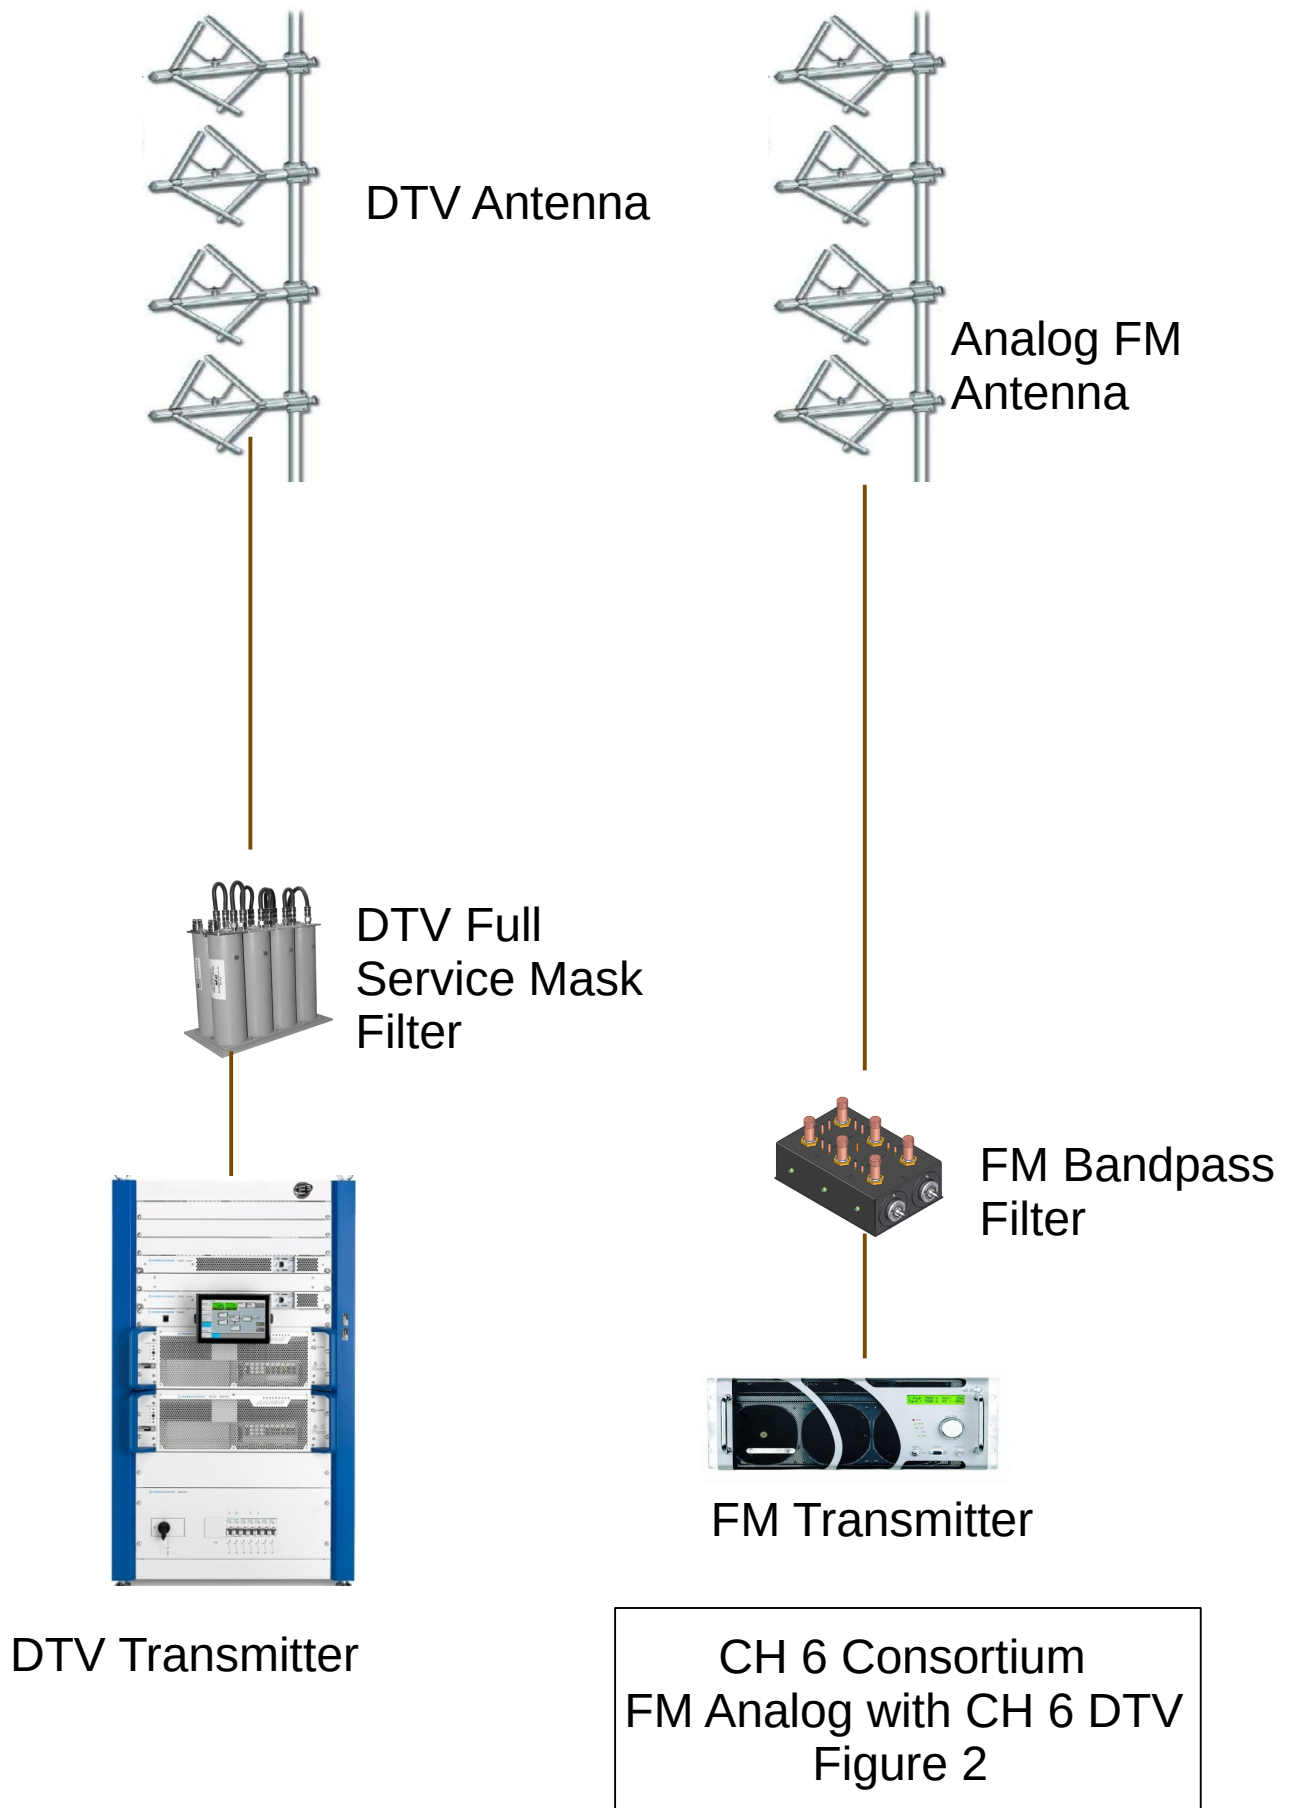 DTV Antenna
Analog FM
Antenna
DTV Full
Service Mask
Filter
FM Bandpass
Filter
FM Transmitter
DTV Transmitter
CH 6 Consortium
FM Analog with CH 6 DTV
Figure 2